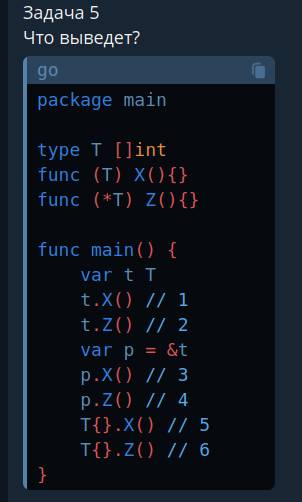 Задача 5
Что выведет?
go
package main
type T []int
func (T) X(){}
func (*T) Z(){}
func main() {
var t T
t.X() // 1
t.Z() // 2
var p = &t
p.X() // 3
p.Z() // 4
T{}.X() // 5
T{}.Z() // 6
}